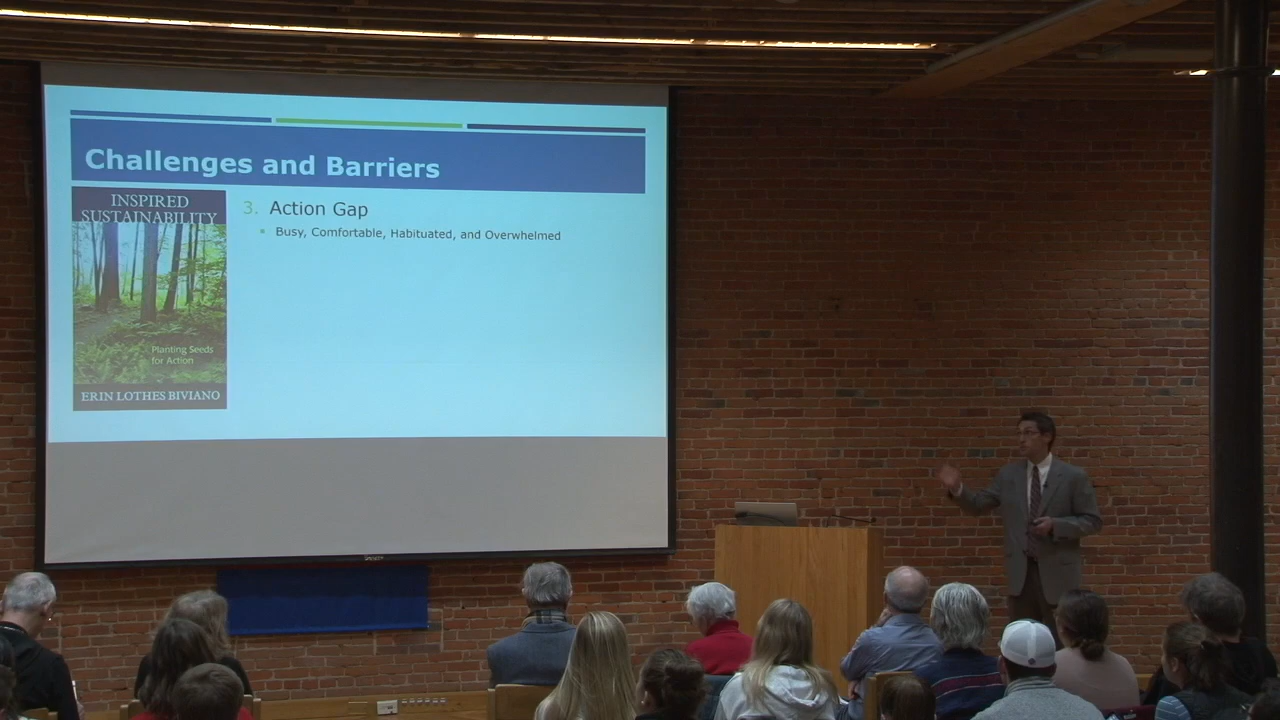 Challenges and Barriers
INSPIRED
SUSTAINABILITY
Planting Seeds
for Action
ERIN LOTHES BIVIANO
3. Action Gap
Busy, Comfortable, Habituated, and Overwhelmed